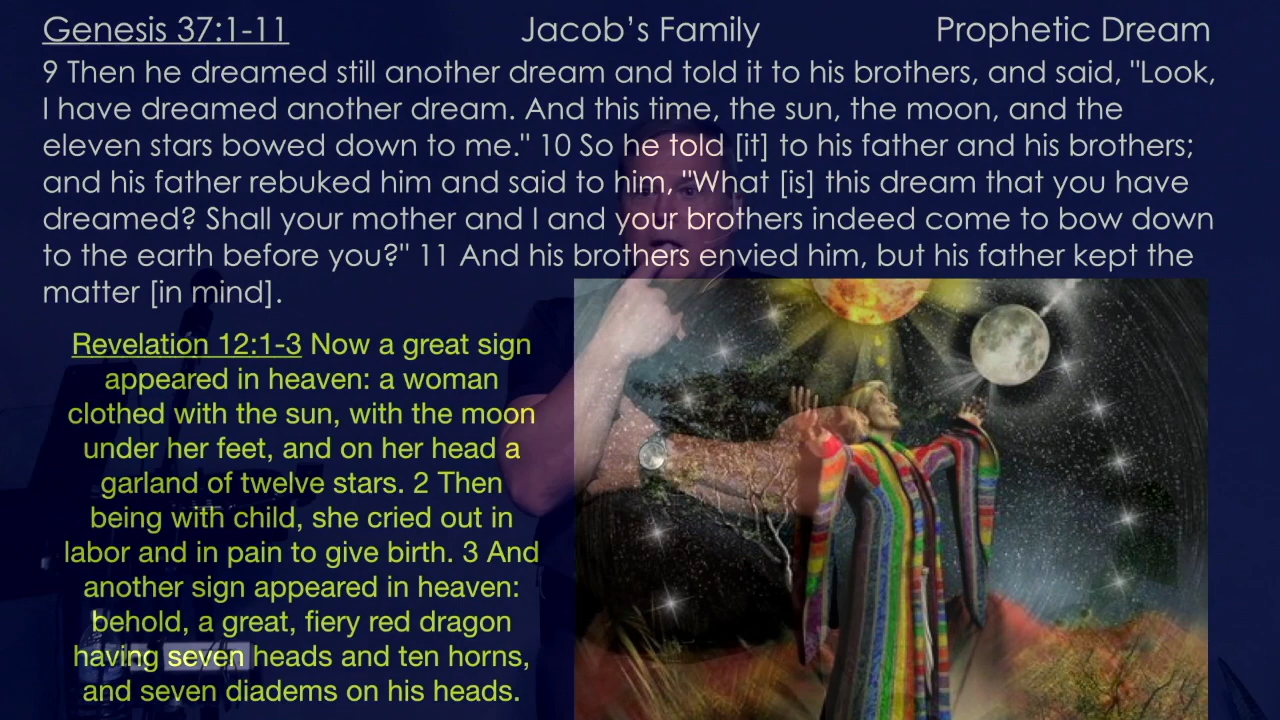 Genesis 37:1-11 Jacob’s Family Prophetic Dream
9 Then he dreamed still another dream and told it to his brothers, and said, "Look,
I have dreamed another dream. And this time, the sun, the moon, and the
eleven stars bowed down to me." 10 So he told [it] to his father and his brothers;
and his father rebuked him and said to him, "What [is] this dream that you have
dreamed? Shall your mother and I and your brothers indeed come to bow down
to the earth before you?" 11 And his brothers envied him, but his father kept the
matter [in mind].
Revelation 12:1-3 Now a great sign
appeared in heaven: a woman
clothed with the sun, with the moon
under her feet, and on her head a
garland of twelve stars. 2 Then
being with child, she cried out in
labor and in pain to give birth. 3 And
another sign appeared in heaven:
behold, a great, fiery red dragon
having seven heads and ten horns,
and seven diadems on his heads.